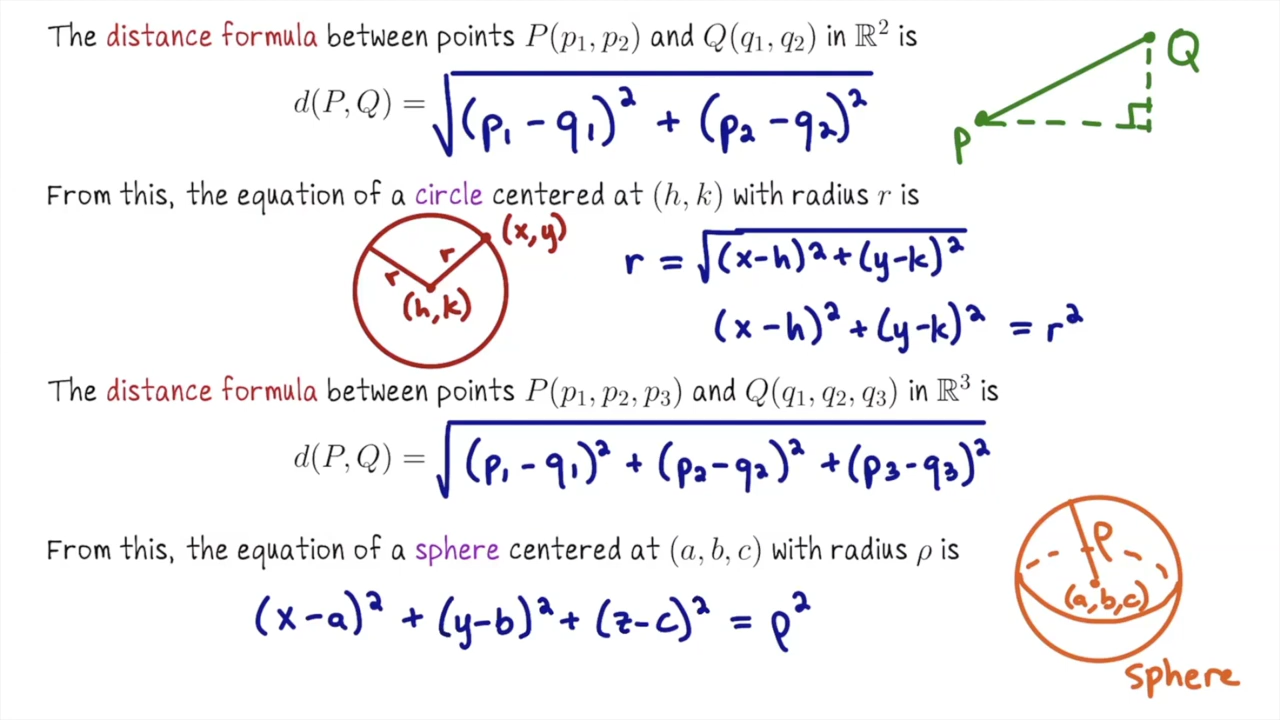 The distance formula between points P(p₁, p₂) and Q(q₁, q₂) in ℝ² is
d(P, Q) = √((p₁ − q₁)² + (p₂ − q₂)²)
Q
P
From this, the equation of a circle centered at (h, k) with radius r is
(x, y)
r
r
(h, k)
r = √((x−h)² + (y−k)²)
(x−h)² + (y−k)² = r²
The distance formula between points P(p₁, p₂, p₃) and Q(q₁, q₂, q₃) in ℝ³ is
d(P, Q) = √((p₁ − q₁)² + (p₂ − q₂)² + (p₃ − q₃)²)
From this, the equation of a sphere centered at (a, b, c) with radius ρ is
(x−a)² + (y−b)² + (z−c)² = ρ²
ρ
(a, b, c)
sphere